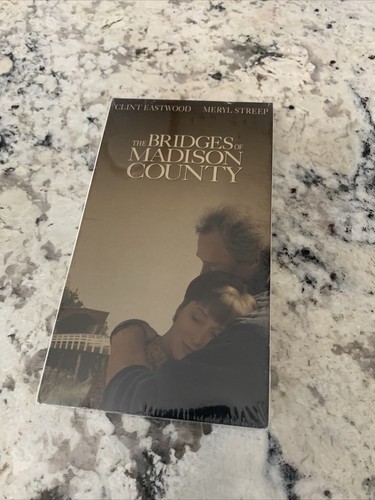 CLINT EASTWOOD MERYL STREEP
THE BRIDGES OF
MADISON
COUNTY